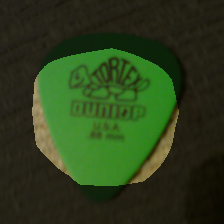 TORTEX
DUNLOP
U.S.A.
.88 mm